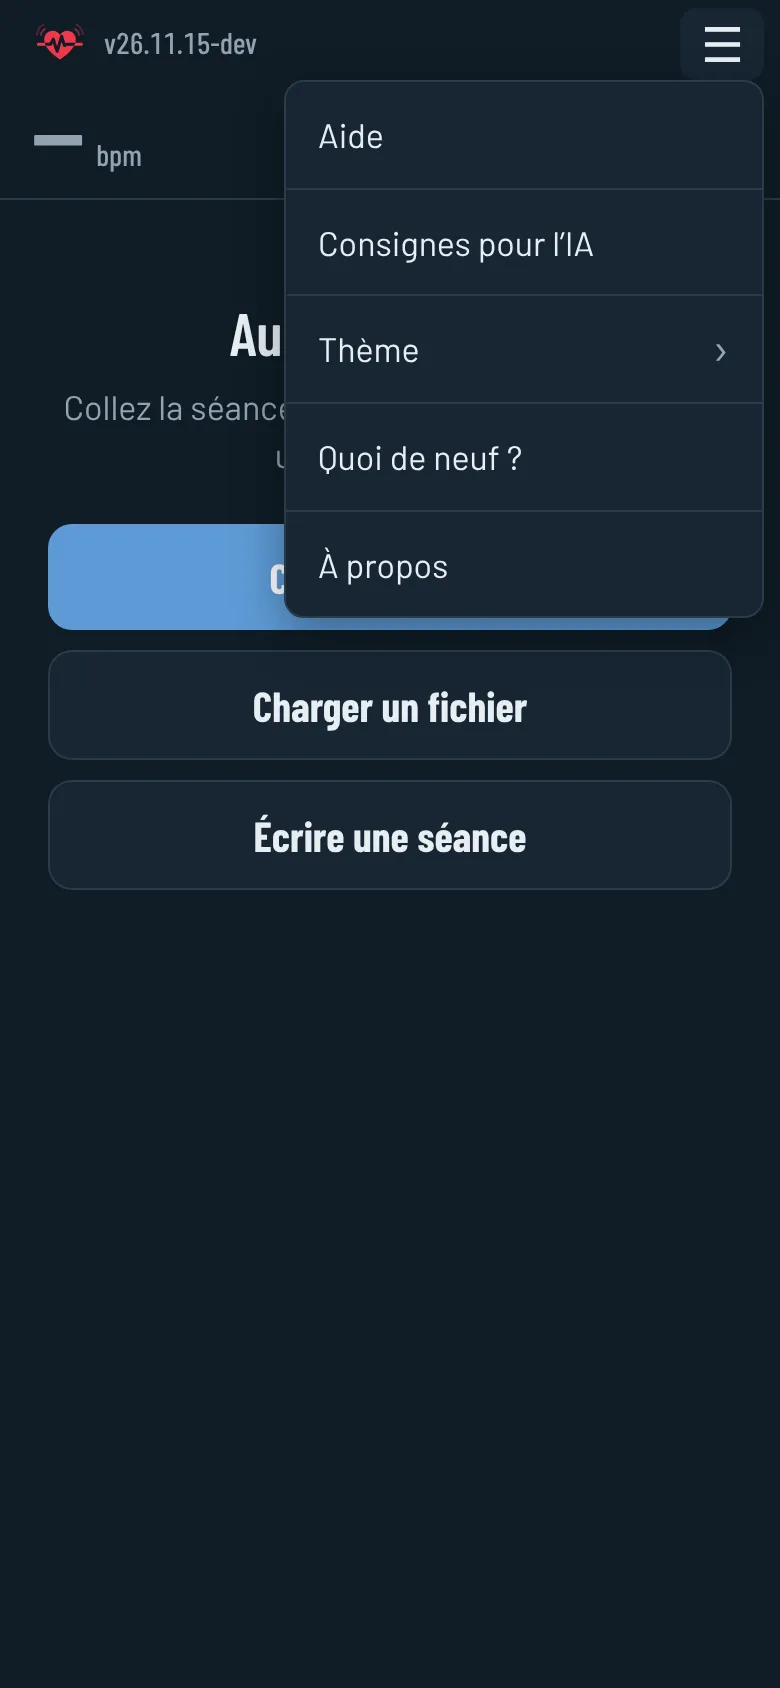 v26.11.15-dev
bpm
Aide
Consignes pour l’IA
Thème
Quoi de neuf ?
À propos
Collez la séance
Charger un fichier
Écrire une séance